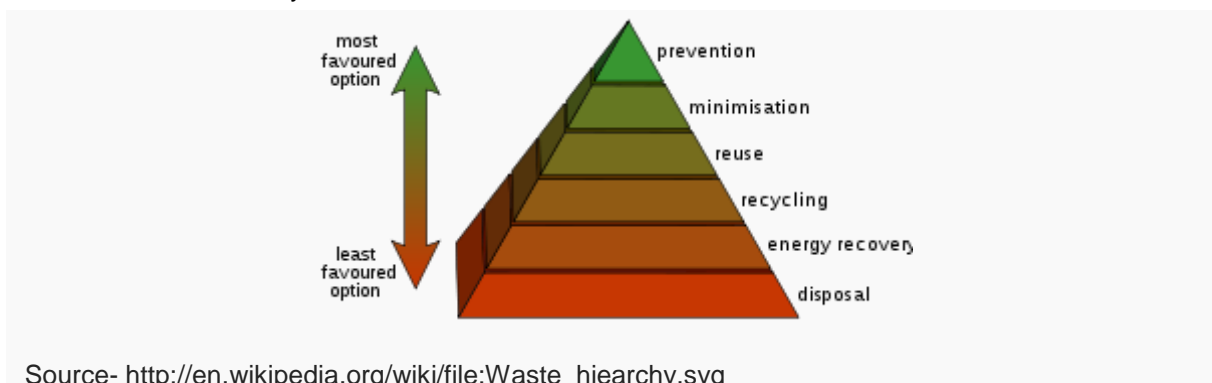 most
favoured
option
prevention
minimisation
reuse
recycling
energy recovery
least
favoured
option
disposal
Source- http://en.wikipedia.org/wiki/file:Waste_hiearchy.svg